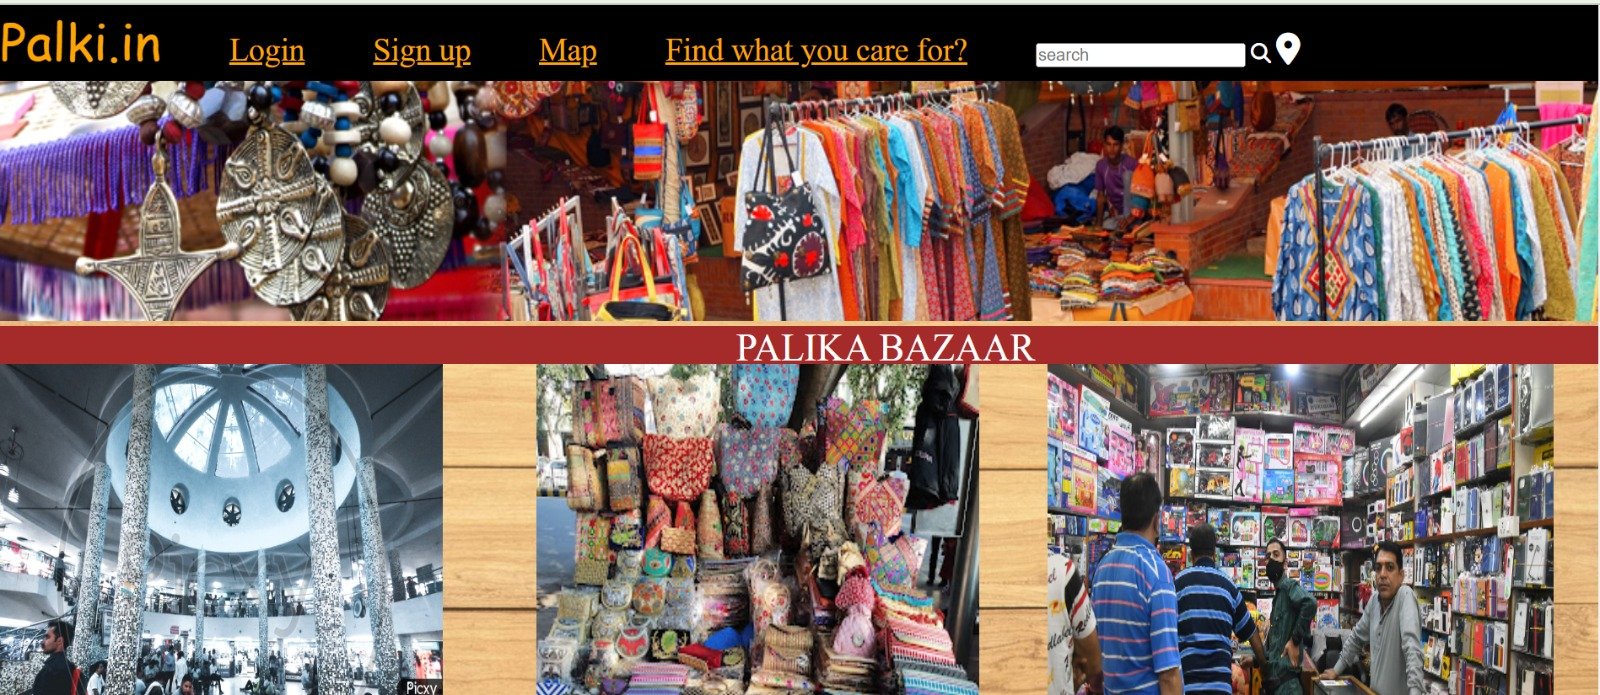 Palki.in Login Sign up Map Find what you care for? search
PALIKA BAZAAR
Picxy